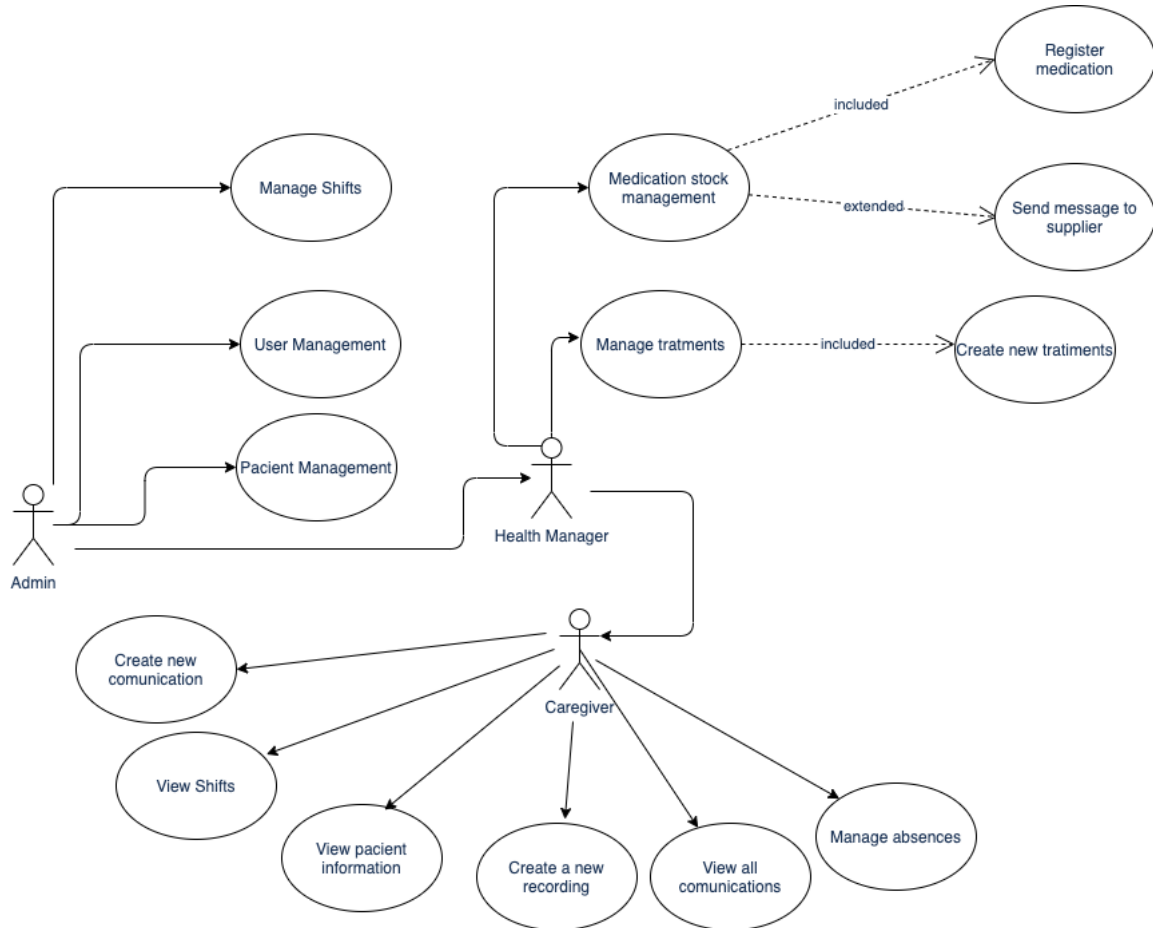 Register
medication
included
Manage Shifts
Medication stock
management
extended
Send message to
supplier
User Management
Manage tratments
included
Create new tratiments
Pacient Management
Health Manager
Admin
Create new
comunication
Caregiver
View Shifts
View pacient
information
Create a new
recording
View all
comunications
Manage absences